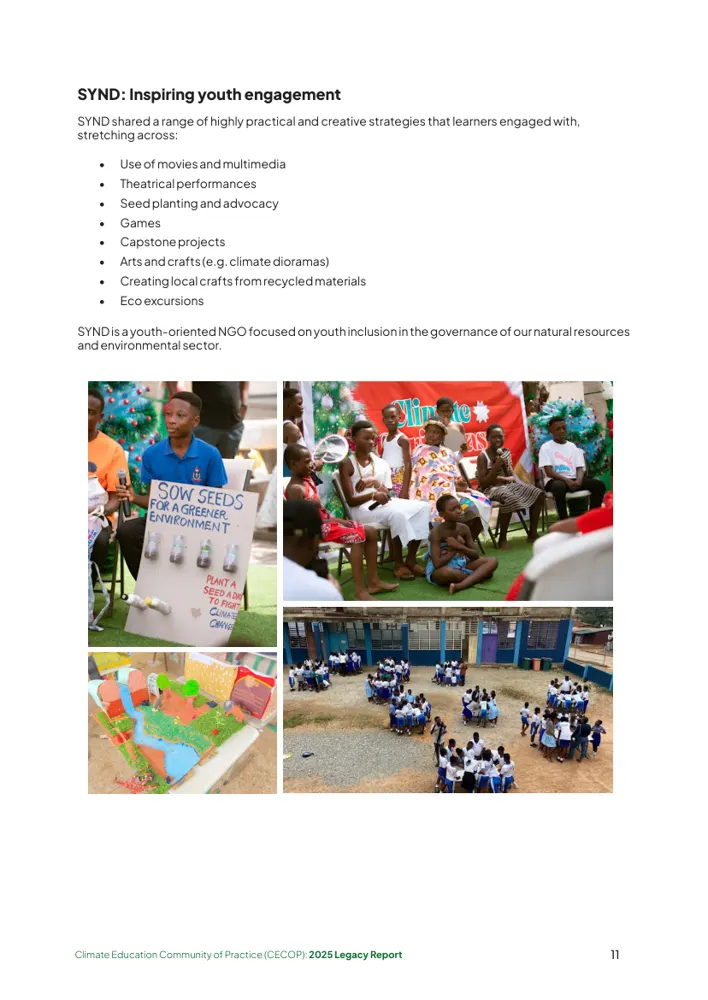 SYND: Inspiring youth engagement
SYND shared a range of highly practical and creative strategies that learners engaged with,
stretching across:
• Use of movies and multimedia
• Theatrical performances
• Seed planting and advocacy
• Games
• Capstone projects
• Arts and crafts (e.g. climate dioramas)
• Creating local crafts from recycled materials
• Eco excursions
SYND is a youth-oriented NGO focused on youth inclusion in the governance of our natural resources
and environmental sector.
SOW SEEDS
FOR A GREENER
ENVIRONMENT
PLANT A
SEED A DAY
TO FIGHT
CLIMATE
CHANGE
Climate
Climate Education Community of Practice (CECOP): 2025 Legacy Report
11